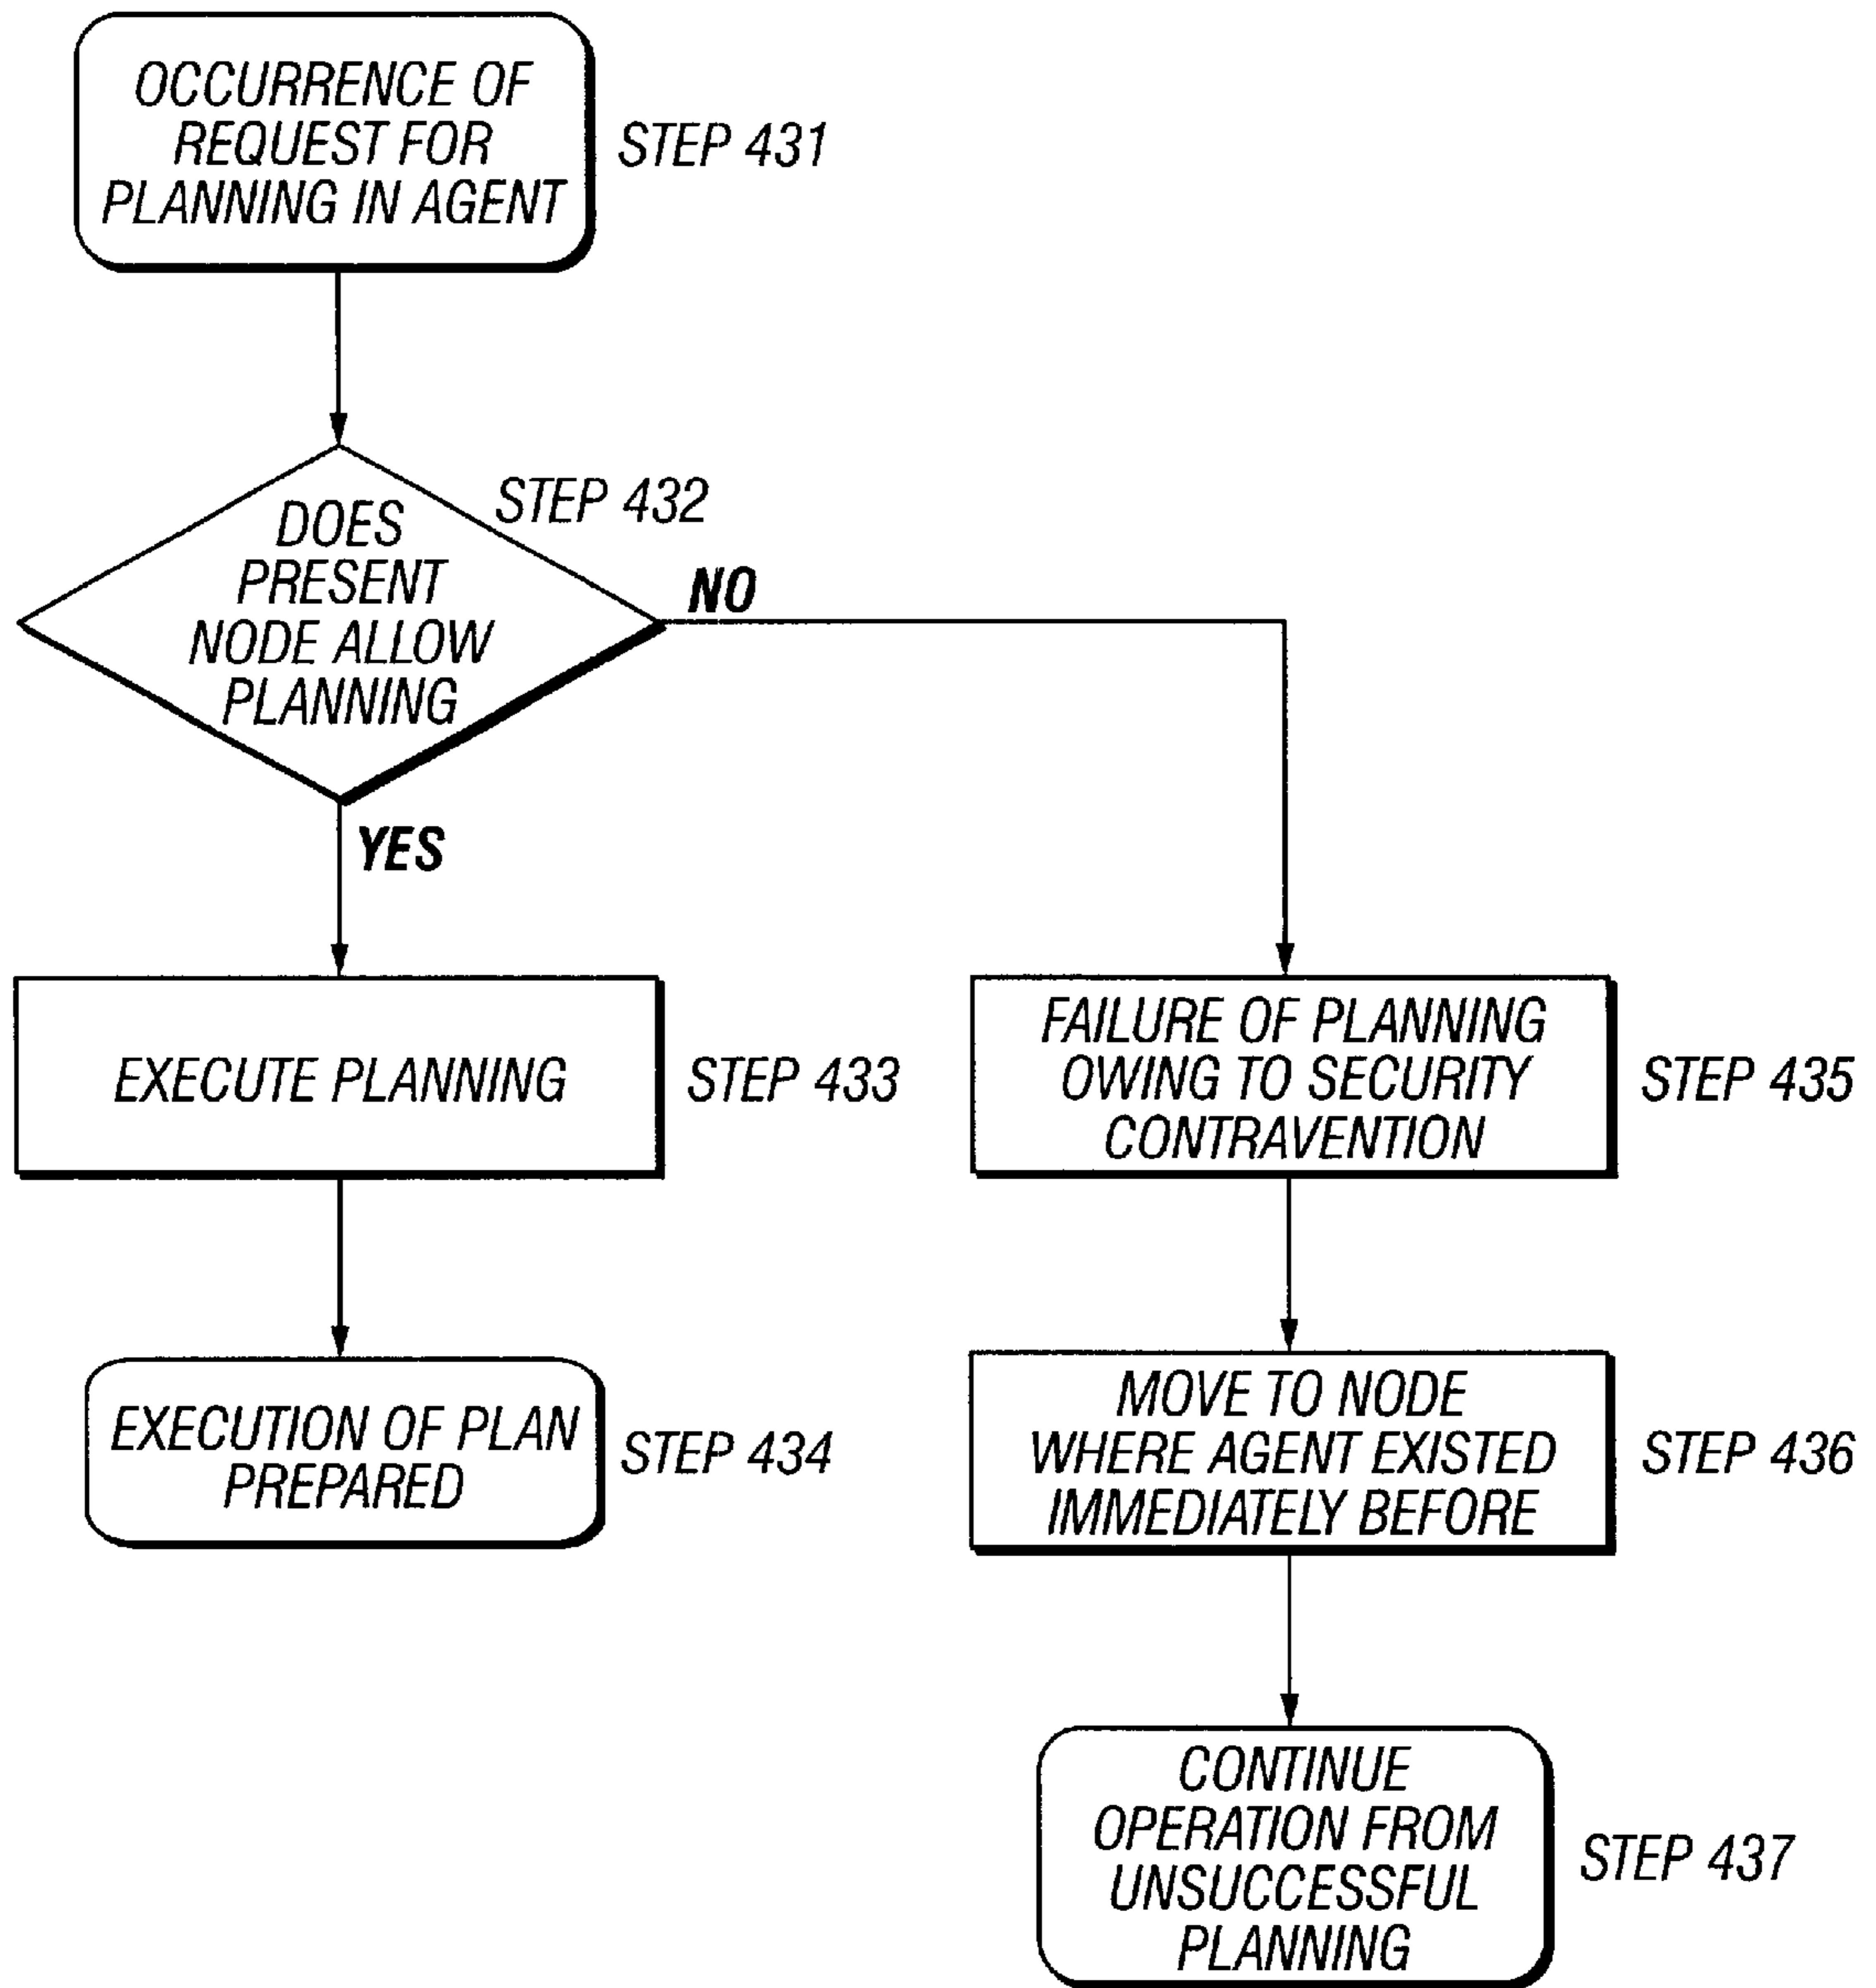 OCCURRENCE OF
REQUEST FOR
PLANNING IN AGENT
STEP 431
STEP 432
DOES
PRESENT
NODE ALLOW
PLANNING
NO
YES
EXECUTE PLANNING
STEP 433
FAILURE OF PLANNING
OWING TO SECURITY
CONTRAVENTION
STEP 435
EXECUTION OF PLAN
PREPARED
STEP 434
MOVE TO NODE
WHERE AGENT EXISTED
IMMEDIATELY BEFORE
STEP 436
CONTINUE
OPERATION FROM
UNSUCCESSFUL
PLANNING
STEP 437